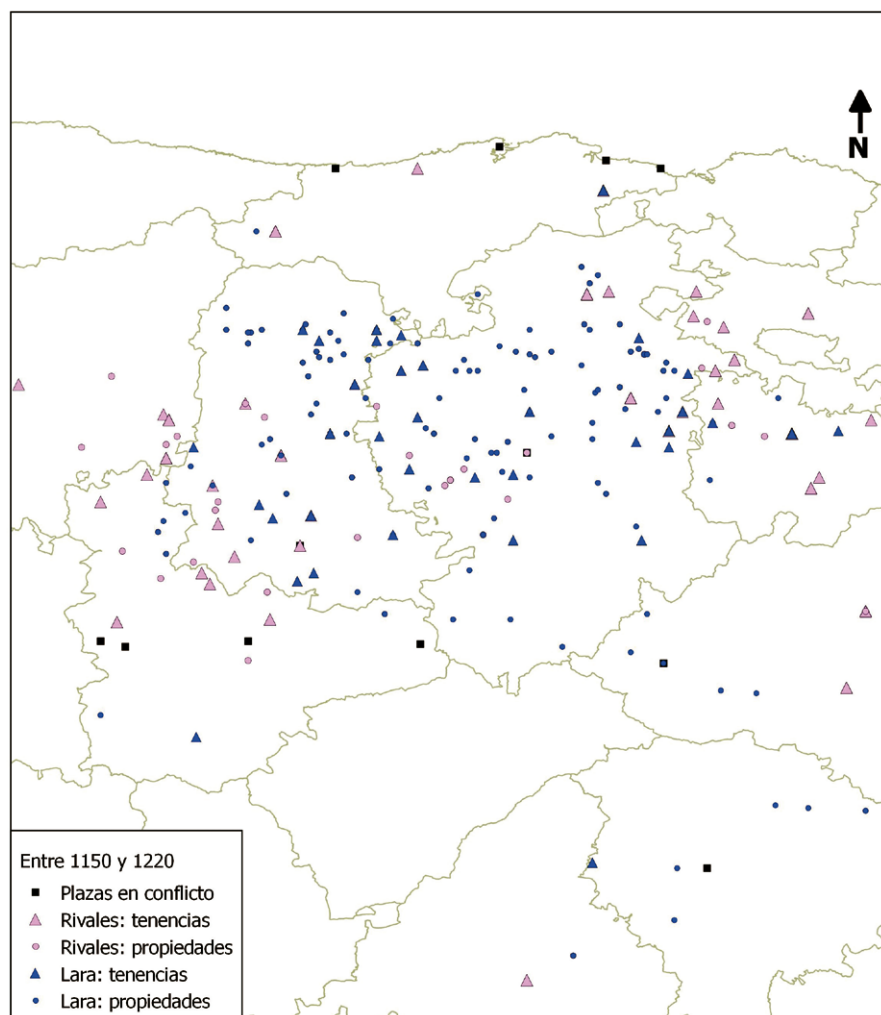 N
Entre 1150 y 1220
Plazas en conflicto
Rivales: tenencias
Rivales: propiedades
Lara: tenencias
Lara: propiedades